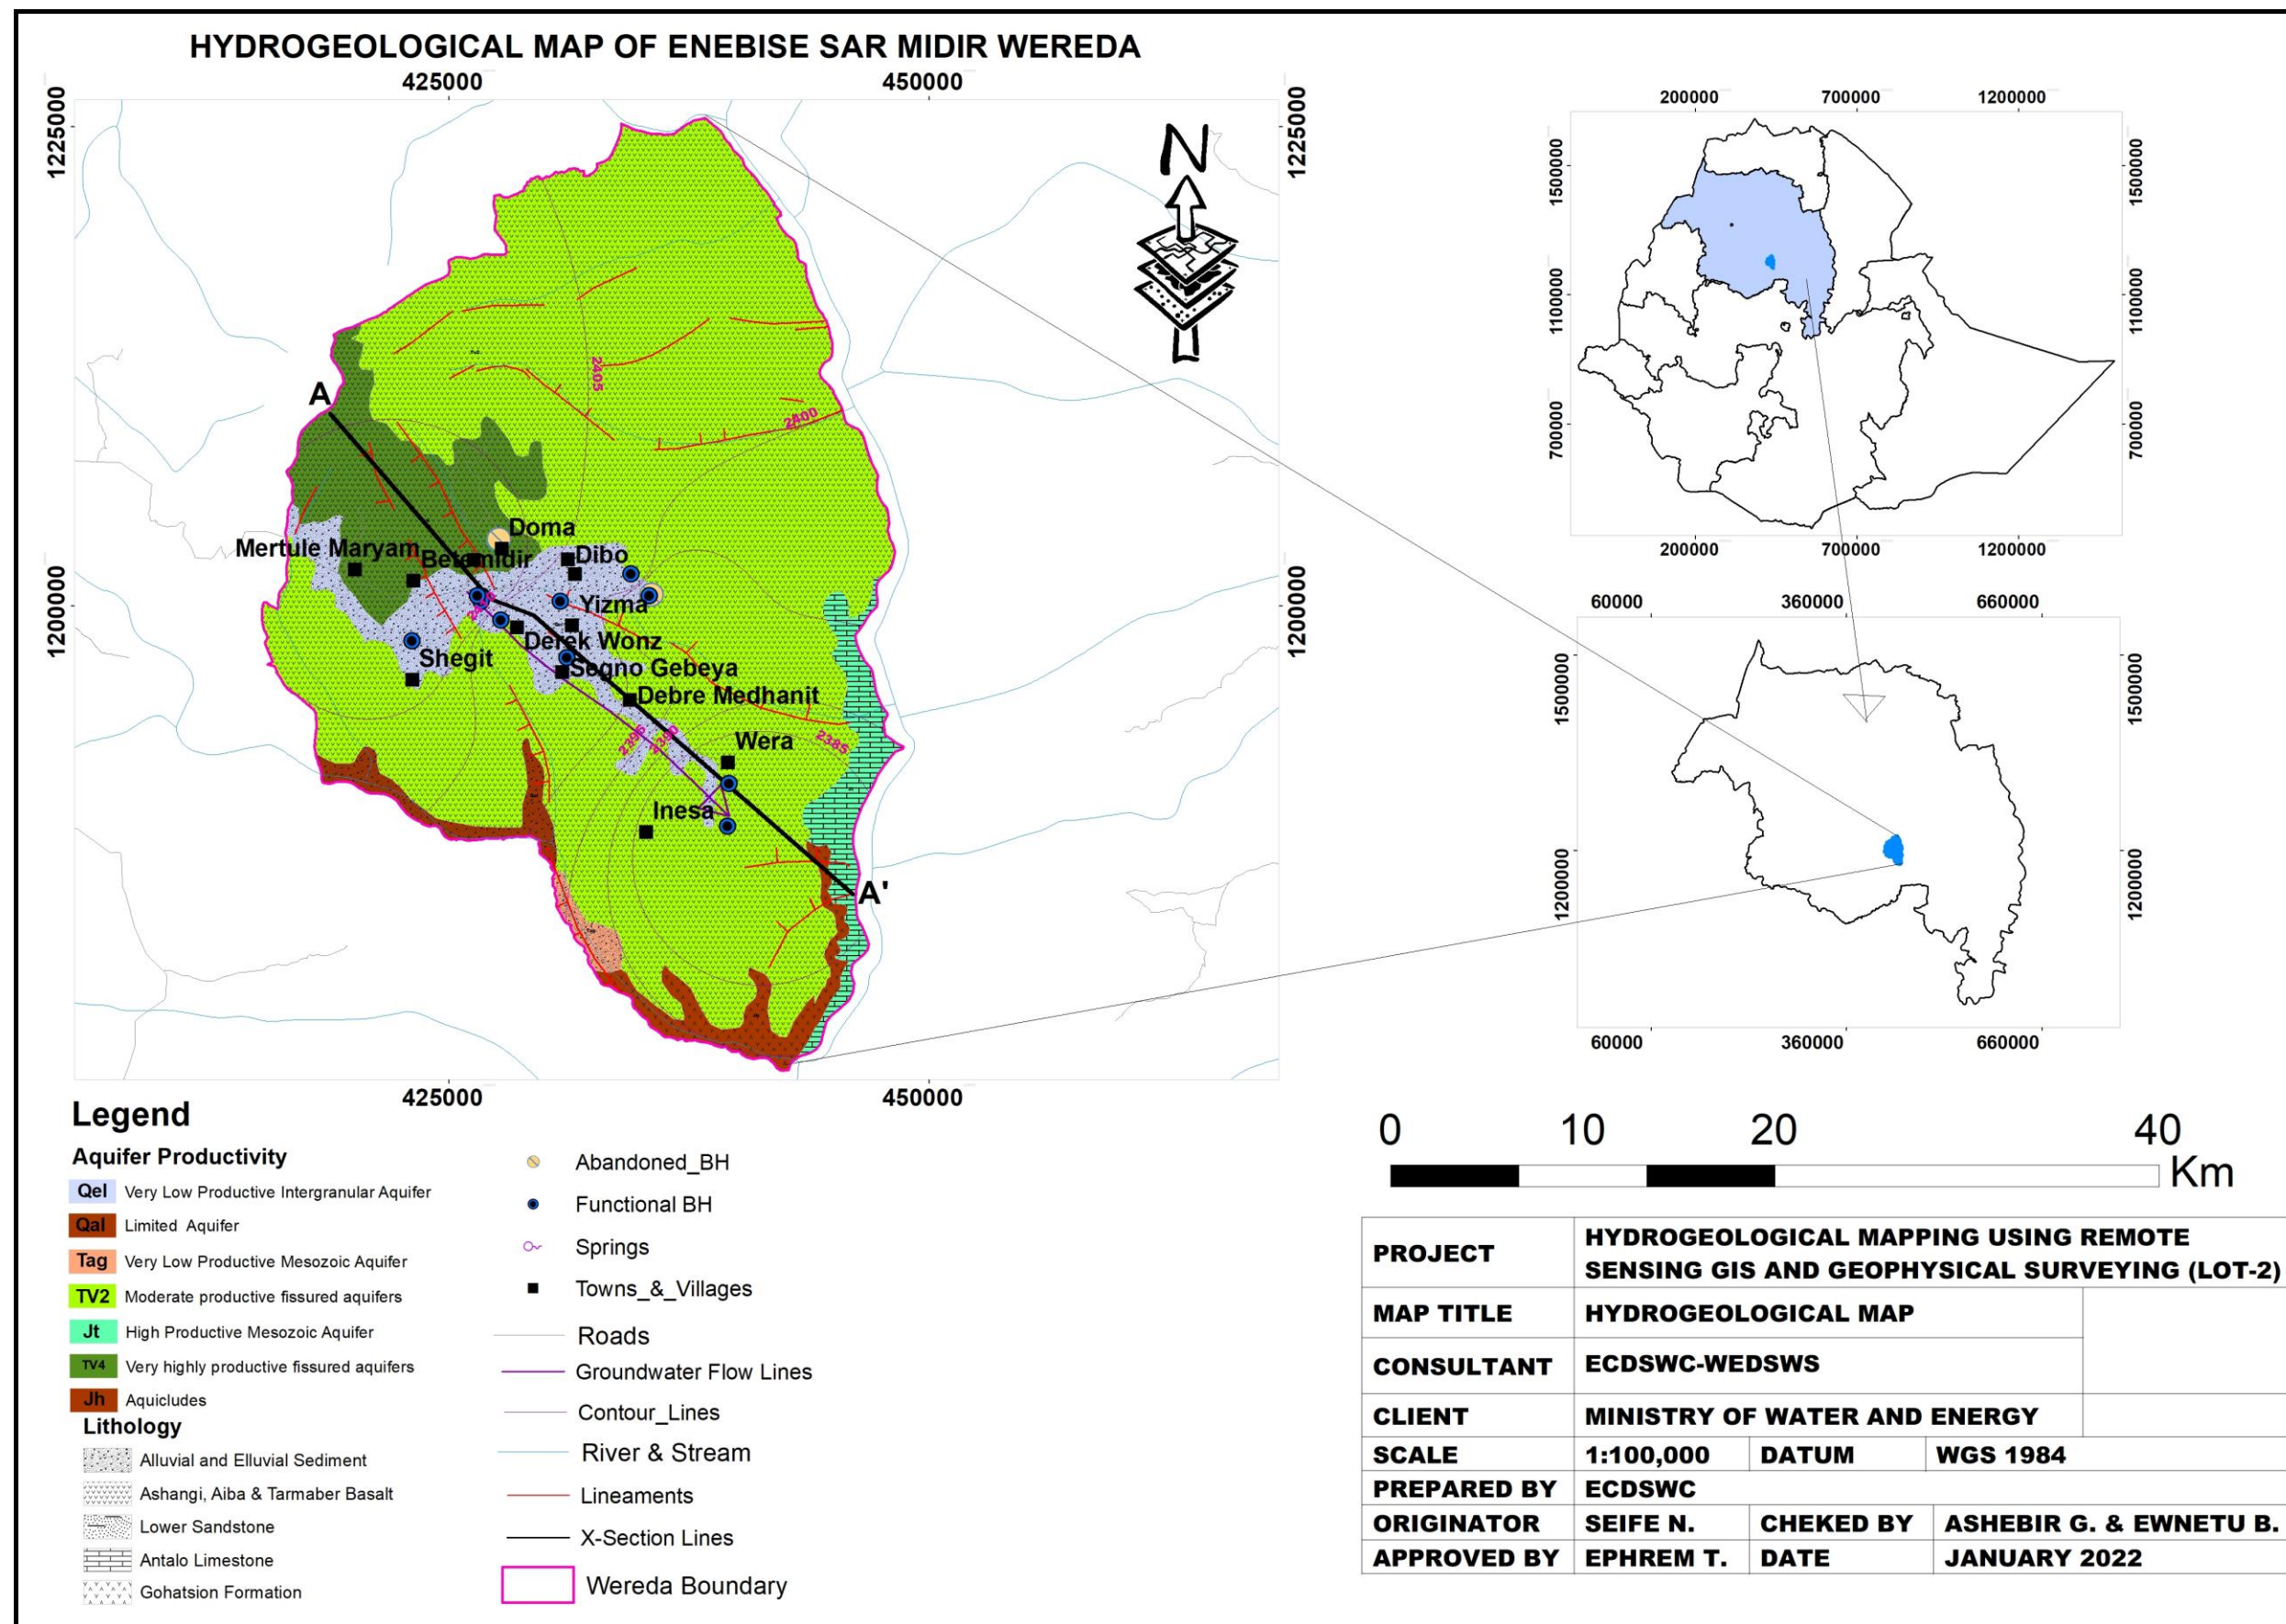 HYDROGEOLOGICAL MAP OF ENEBISE SAR MIDIR WEREDA
425000 450000
1225000 1225000
1200000 1200000
N
A
2405
2400
Doma
Mertule Maryam
Betemidir
Dibo
Yizma
Derek Wonz
Shegit
Segno Gebeya
Debre Medhanit
2395
2390
2385
Wera
Inesa
A'
425000 450000
200000 700000 1200000
1500000 1500000
1100000 1100000
700000 700000
200000 700000 1200000
60000 360000 660000
1500000 1500000
1200000 1200000
60000 360000 660000
Legend
Aquifer Productivity
Qel Very Low Productive Intergranular Aquifer
Qal Limited Aquifer
Tag Very Low Productive Mesozoic Aquifer
TV2 Moderate productive fissured aquifers
Jt High Productive Mesozoic Aquifer
TV4 Very highly productive fissured aquifers
Jh Aquicludes
Lithology
Alluvial and Elluvial Sediment
Ashangi, Aiba & Tarmaber Basalt
Lower Sandstone
Antalo Limestone
Gohatsion Formation
Abandoned_BH
Functional BH
Springs
Towns_&_Villages
Roads
Groundwater Flow Lines
Contour_Lines
River & Stream
Lineaments
X-Section Lines
Wereda Boundary
0 10 20 40
Km
PROJECT HYDROGEOLOGICAL MAPPING USING REMOTE
SENSING GIS AND GEOPHYSICAL SURVEYING (LOT-2)
MAP TITLE HYDROGEOLOGICAL MAP
CONSULTANT ECDSWC-WEDSWS
CLIENT MINISTRY OF WATER AND ENERGY
SCALE 1:100,000 DATUM WGS 1984
PREPARED BY ECDSWC
ORIGINATOR SEIFE N. CHEKED BY ASHEBIR G. & EWNETU B.
APPROVED BY EPHREM T. DATE JANUARY 2022